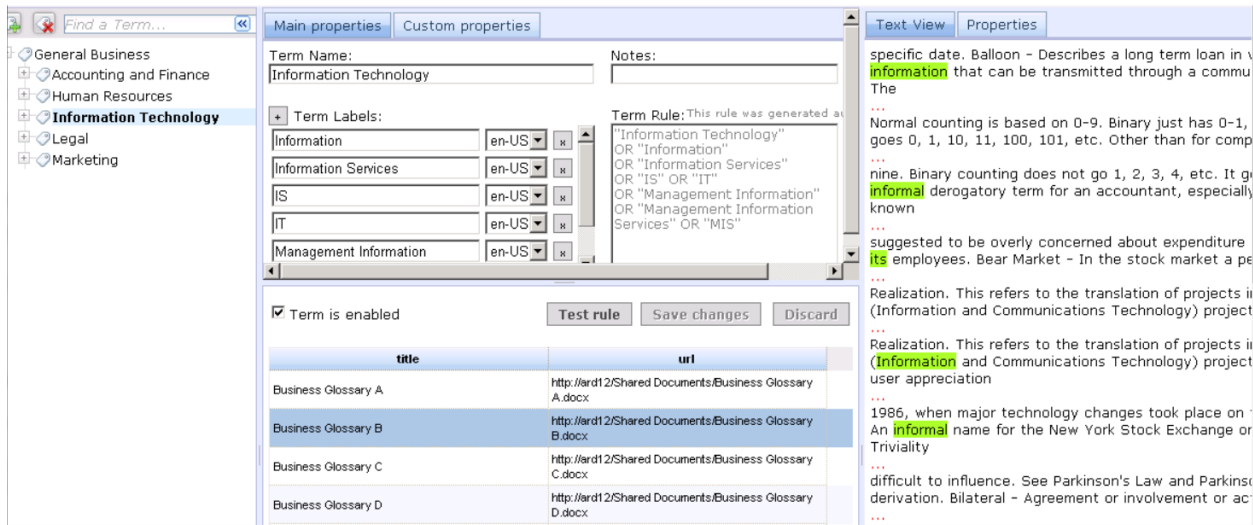 Find a Term...
General Business
Accounting and Finance
Human Resources
Information Technology
Legal
Marketing
Main properties
Custom properties
Term Name:
Information Technology
Notes:
+ Term Labels:
Information en-US x
Information Services en-US x
IS en-US x
IT en-US x
Management Information en-US x
Term Rule: This rule was generated
"Information Technology"
OR "Information"
OR "Information Services"
OR "IS" OR "IT"
OR "Management Information"
OR "Management Information
Services" OR "MIS"
Term is enabled
Test rule
Save changes
Discard
title url
Business Glossary A
http://ard12/Shared Documents/Business Glossary
A.docx
Business Glossary B
http://ard12/Shared Documents/Business Glossary
B.docx
Business Glossary C
http://ard12/Shared Documents/Business Glossary
C.docx
Business Glossary D
http://ard12/Shared Documents/Business Glossary
D.docx
Text View
Properties
specific date. Balloon - Describes a long term loan in
information that can be transmitted through a commu
The
...
Normal counting is based on 0-9. Binary just has 0-1,
goes 0, 1, 10, 11, 100, 101, etc. Other than for comp
...
nine. Binary counting does not go 1, 2, 3, 4, etc. It
informal derogatory term for an accountant, especially
known
...
suggested to be overly concerned about expenditure
its employees. Bear Market - In the stock market a pe
...
Realization. This refers to the translation of projects
(Information and Communications Technology) project
...
Realization. This refers to the translation of projects
(Information and Communications Technology) project
user appreciation
...
1986, when major technology changes took place on
An informal name for the New York Stock Exchange or
Triviality
...
difficult to influence. See Parkinson's Law and Parkins
derivation. Bilateral - Agreement or involvement or
...